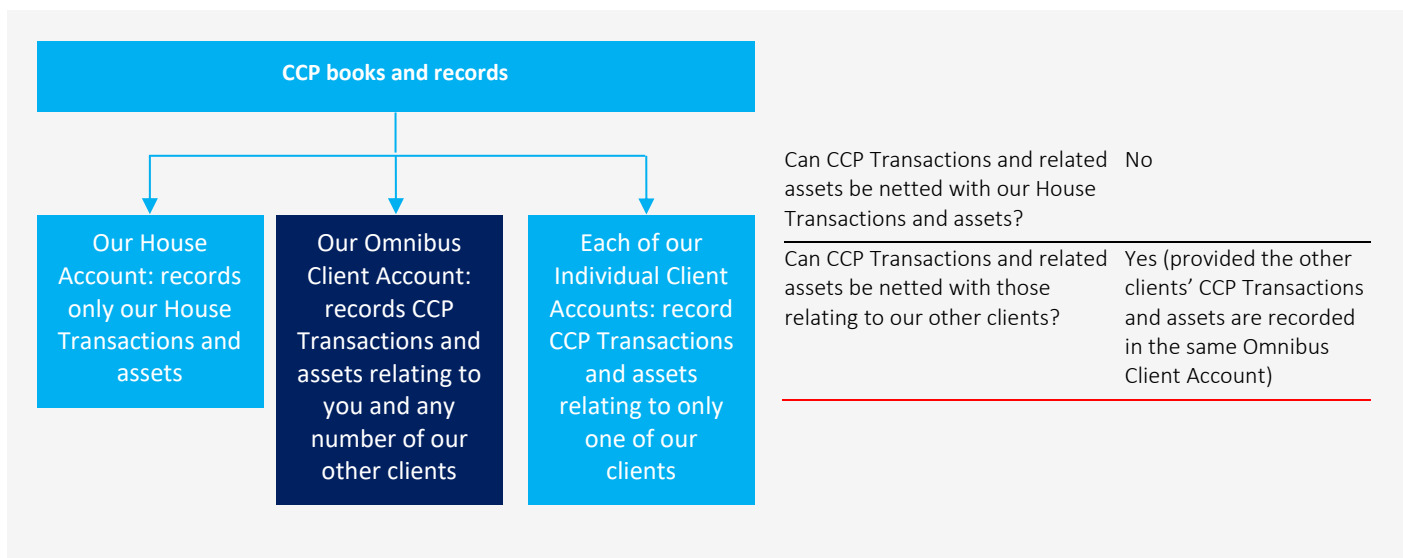 CCP books and records
Our House
Account: records
only our House
Transactions and
assets
Our Omnibus
Client Account:
records CCP
Transactions and
assets relating to
you and any
number of our
other clients
Each of our
Individual Client
Accounts: record
CCP Transactions
and assets
relating to only
one of our
clients
Can CCP Transactions and related
assets be netted with our House
Transactions and assets?
No
Can CCP Transactions and related
assets be netted with those
relating to our other clients?
Yes (provided the other
clients’ CCP Transactions
and assets are recorded
in the same Omnibus
Client Account)